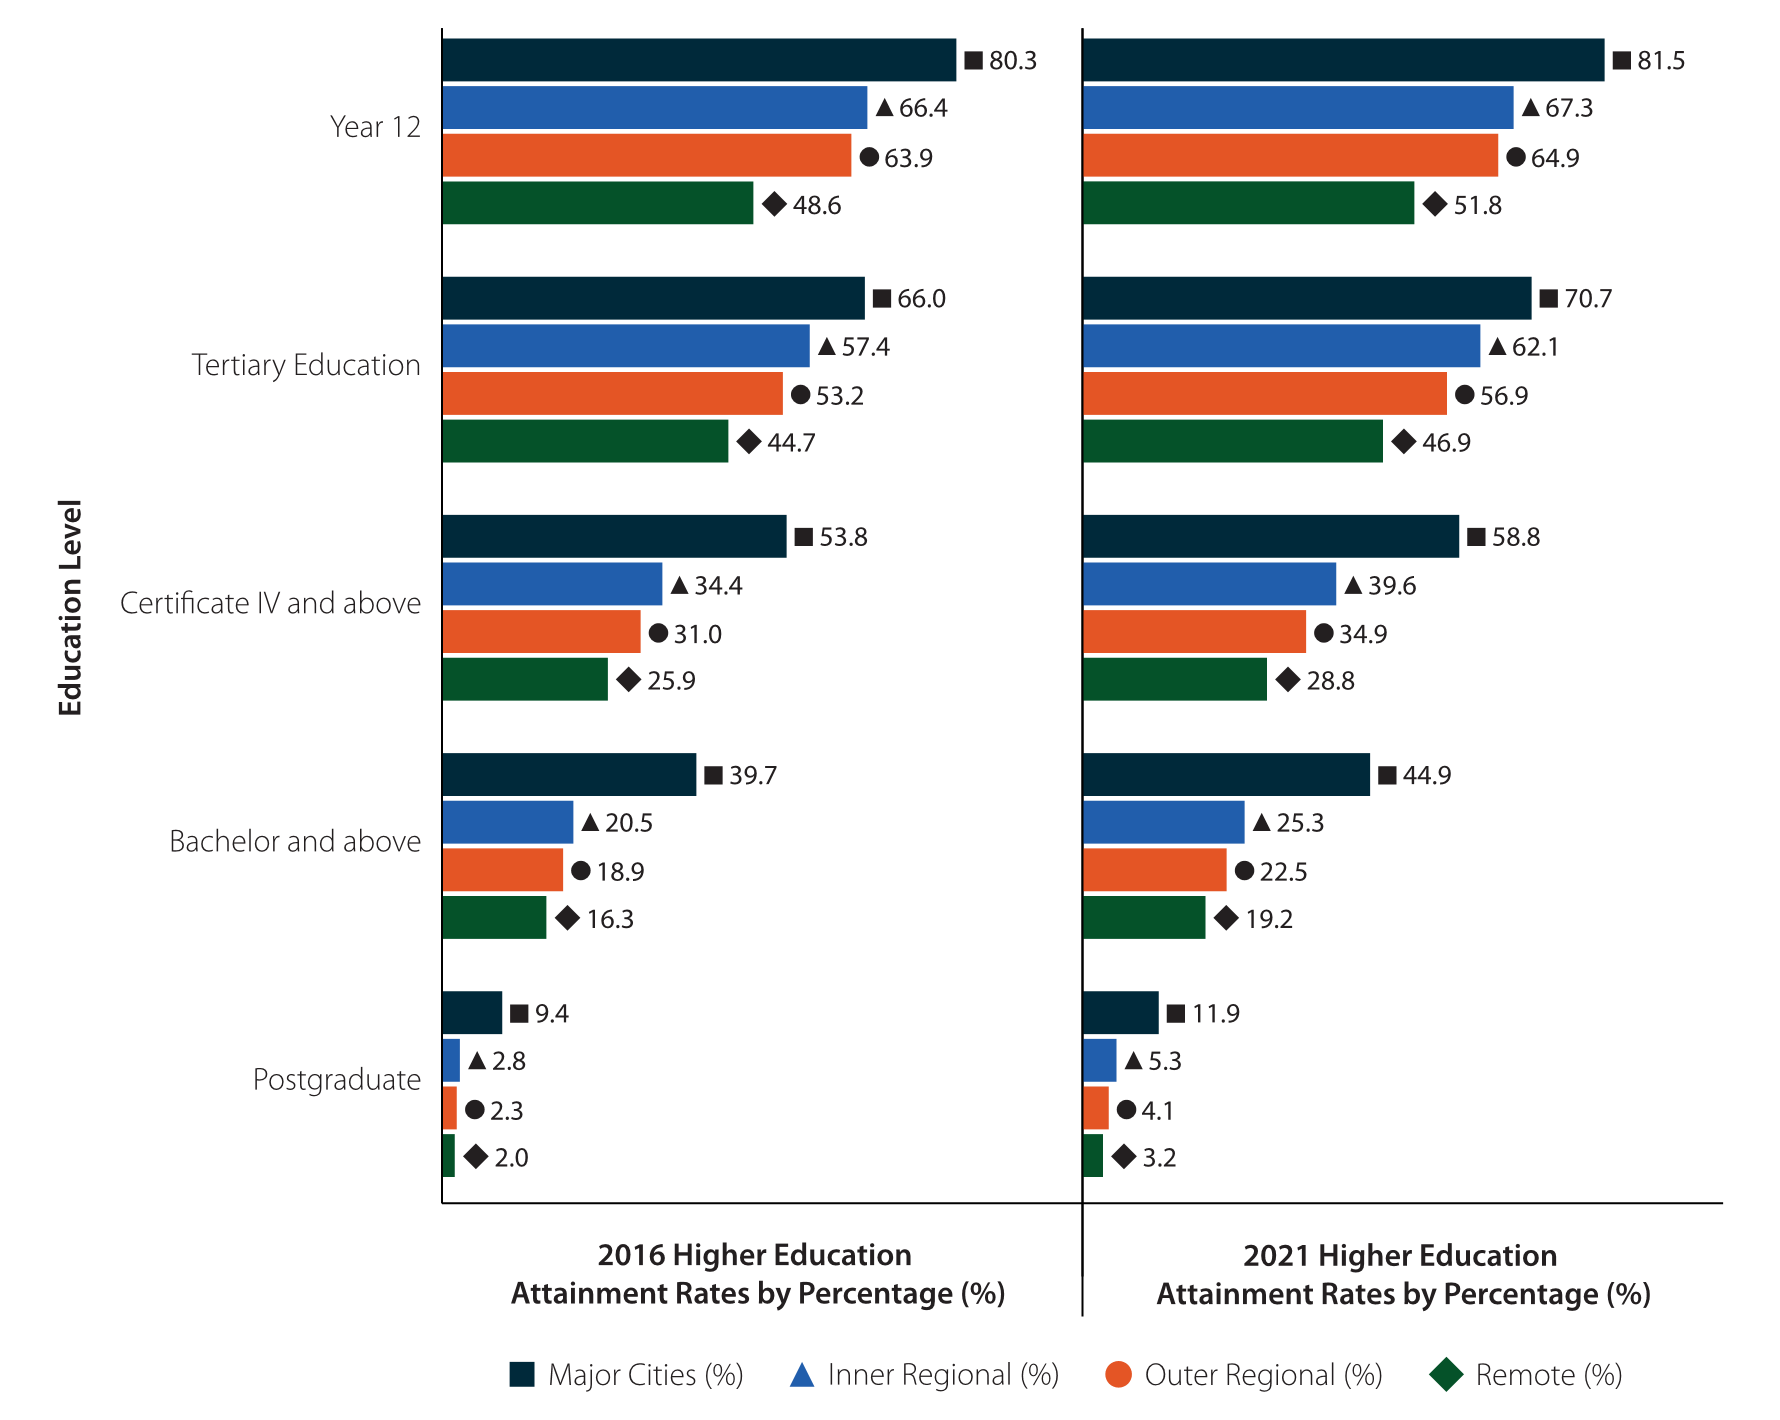 Education Level
Year 12
80.3
66.4
63.9
48.6
81.5
67.3
64.9
51.8
Tertiary Education
66.0
57.4
53.2
44.7
70.7
62.1
56.9
46.9
Certificate IV and above
53.8
34.4
31.0
25.9
58.8
39.6
34.9
28.8
Bachelor and above
39.7
20.5
18.9
16.3
44.9
25.3
22.5
19.2
Postgraduate
9.4
2.8
2.3
2.0
11.9
5.3
4.1
3.2
2016 Higher Education
Attainment Rates by Percentage (%)
2021 Higher Education
Attainment Rates by Percentage (%)
Major Cities (%)
Inner Regional (%)
Outer Regional (%)
Remote (%)